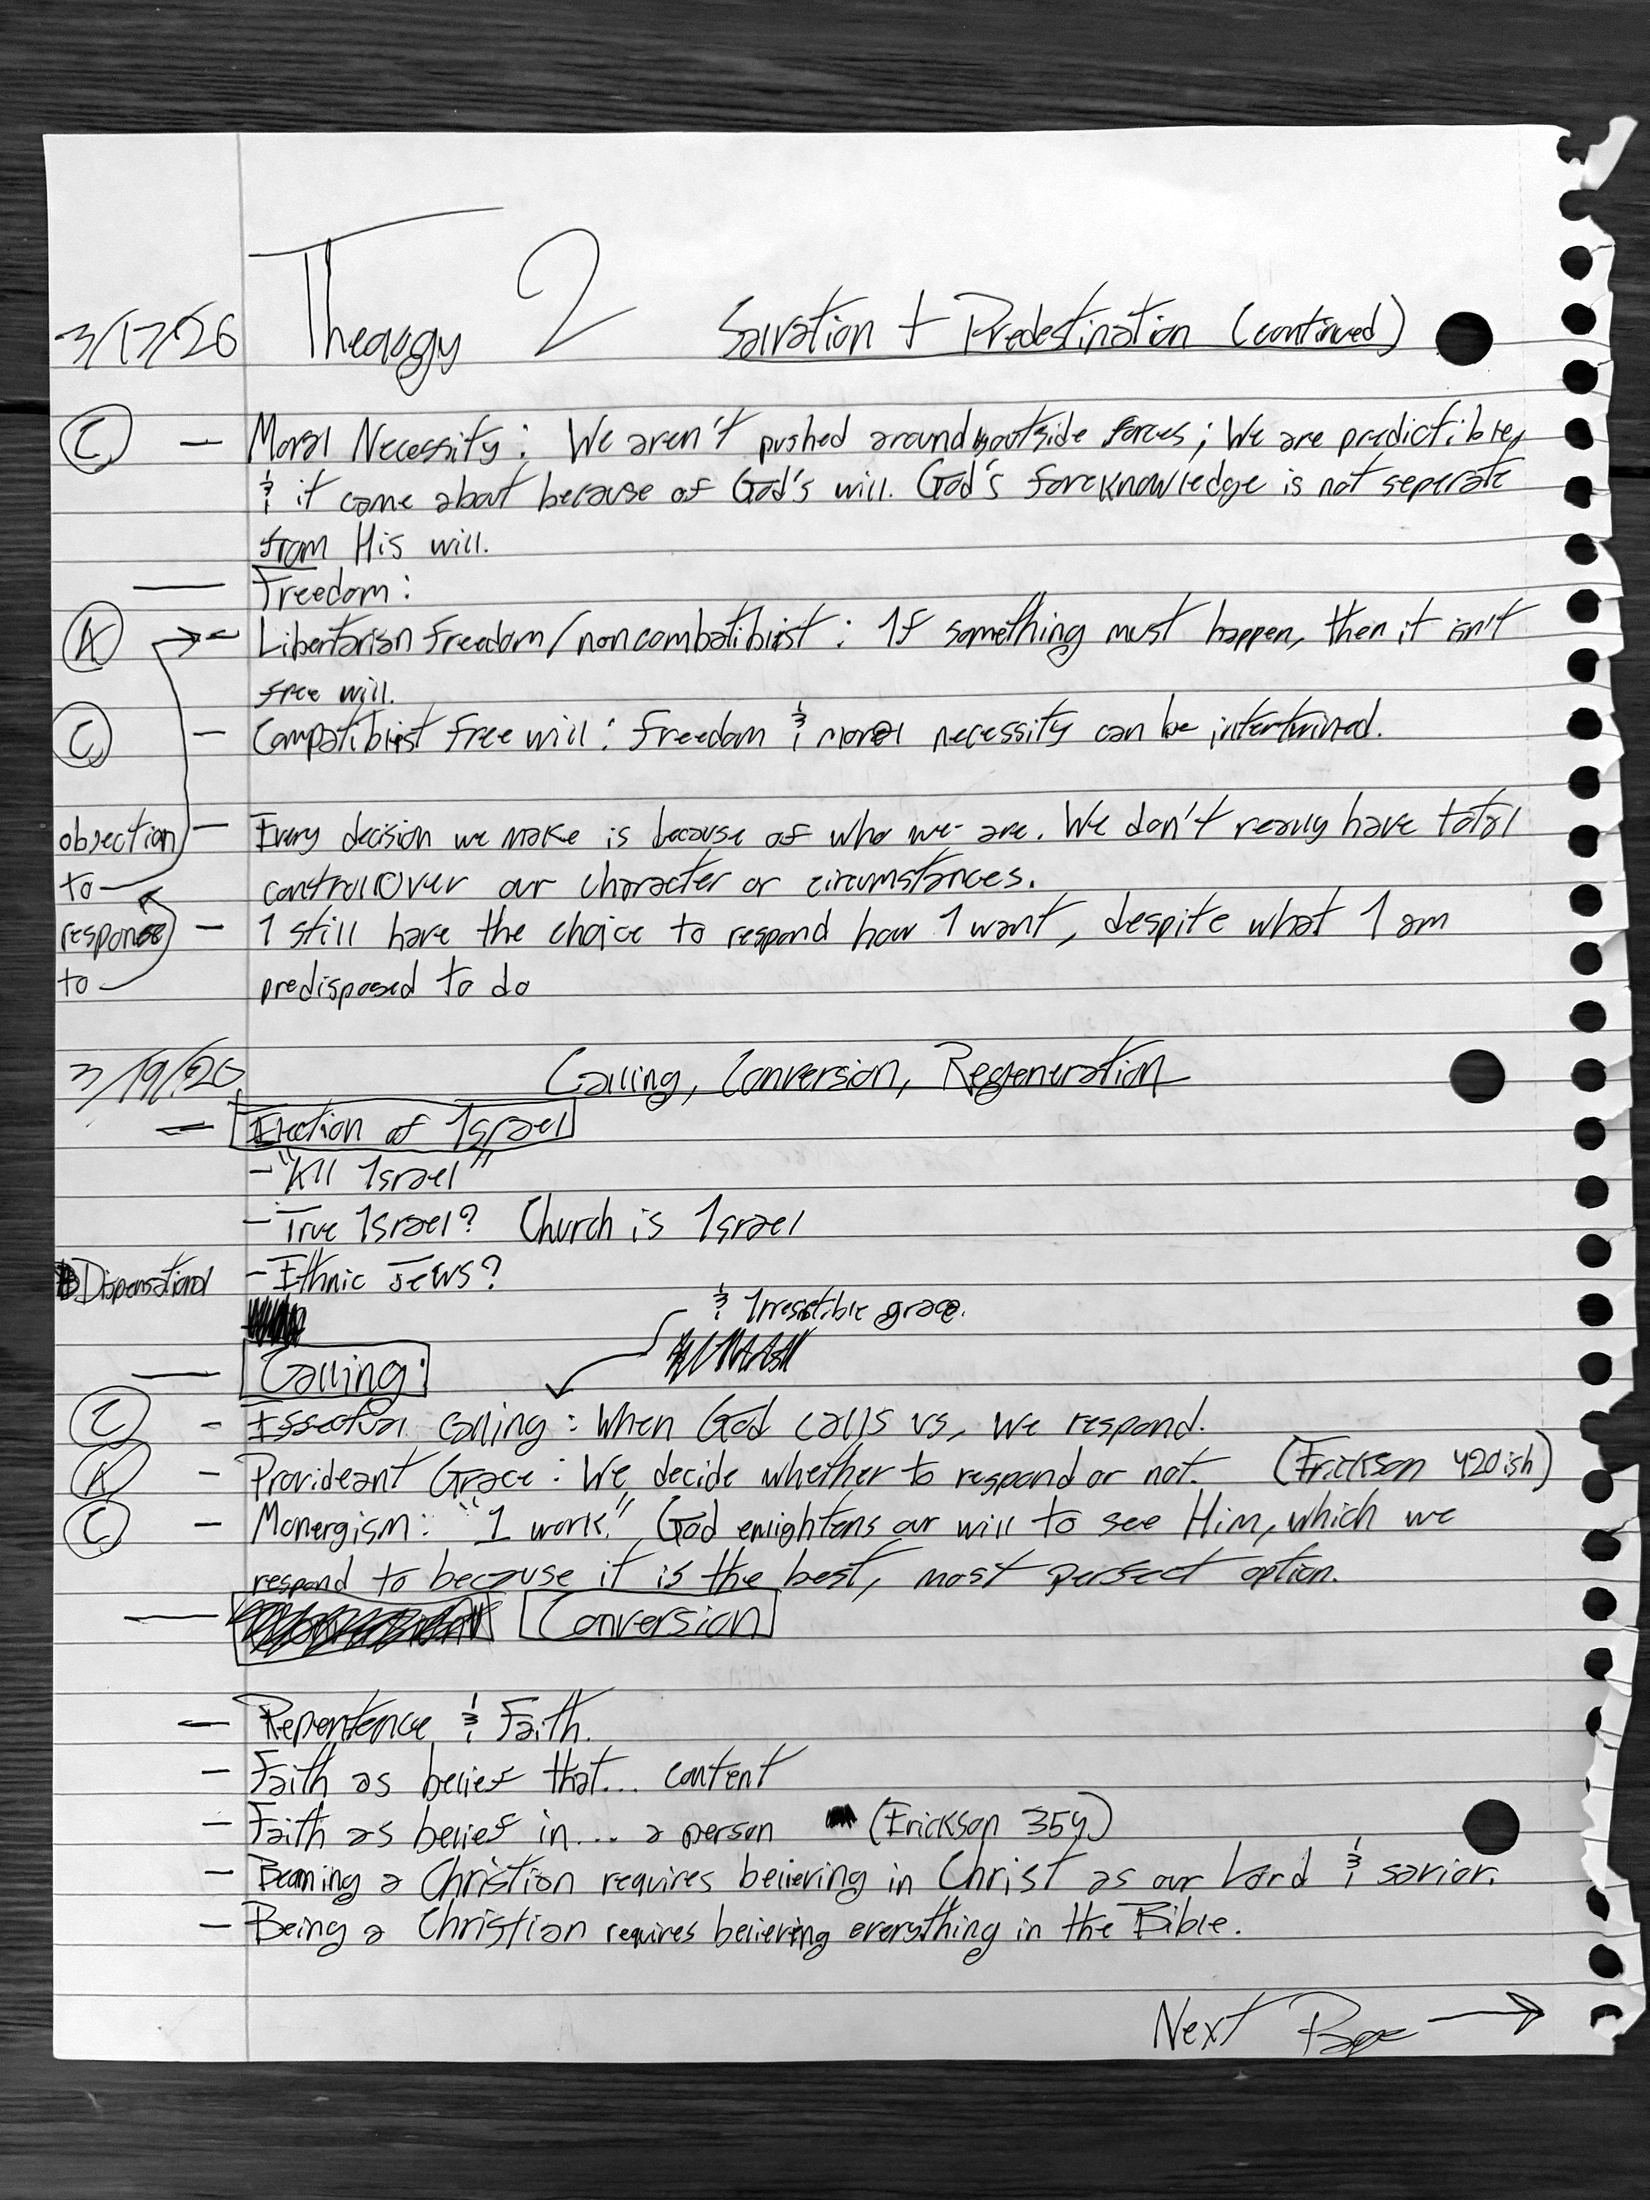 3/17/26 Theology 2 Salvation + Predestination (continued)
C - Moral Necessity: We aren't pushed around by outside forces; We are predictible,
& it came about because of God's will. God's foreknowledge is not seperate
from His will.
— Freedom:
A - Libertarian freedom/noncombatibist: If something must happen, then it isn't
free will.
C - Compatibist free will: freedom & moral necessity can be intertwined.
objection - Every decision we make is because of who we are. We don't really have total
to control over our character or circumstances.
response - I still have the choice to respond how I want, despite what I am
to predisposed to do
3/19/26 Calling, Conversion, Regeneration
— Election of Israel
- "All Israel"
- True Israel? Church is Israel
Dispensational - Ethnic Jews?
& Irresistible grace.
— Calling:
C - Effectual calling: When God calls us, we respond.
A - Provideant Grace: We decide whether to respond or not. (Erickson 420ish)
C - Monergism: "1 work." God enlightens our will to see Him, which we
respond to because it is the best, most perfect option.
— Conversion
- Repentence & Faith.
- Faith as belief that... content
- Faith as belief in... a person (Erickson 354)
- Becoming a Christian requires believing in Christ as our Lord & savior.
- Being a Christian requires believing everything in the Bible.
Next Page →